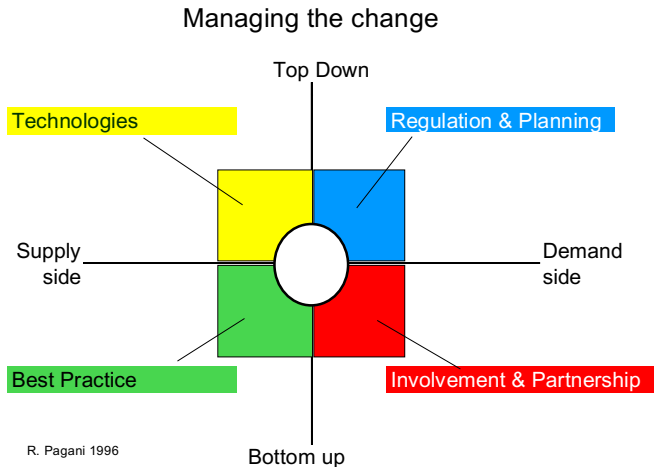 Managing the change
Top Down
Technologies
Regulation & Planning
Supply
side
Demand
side
Best Practice
Involvement & Partnership
R. Pagani 1996
Bottom up